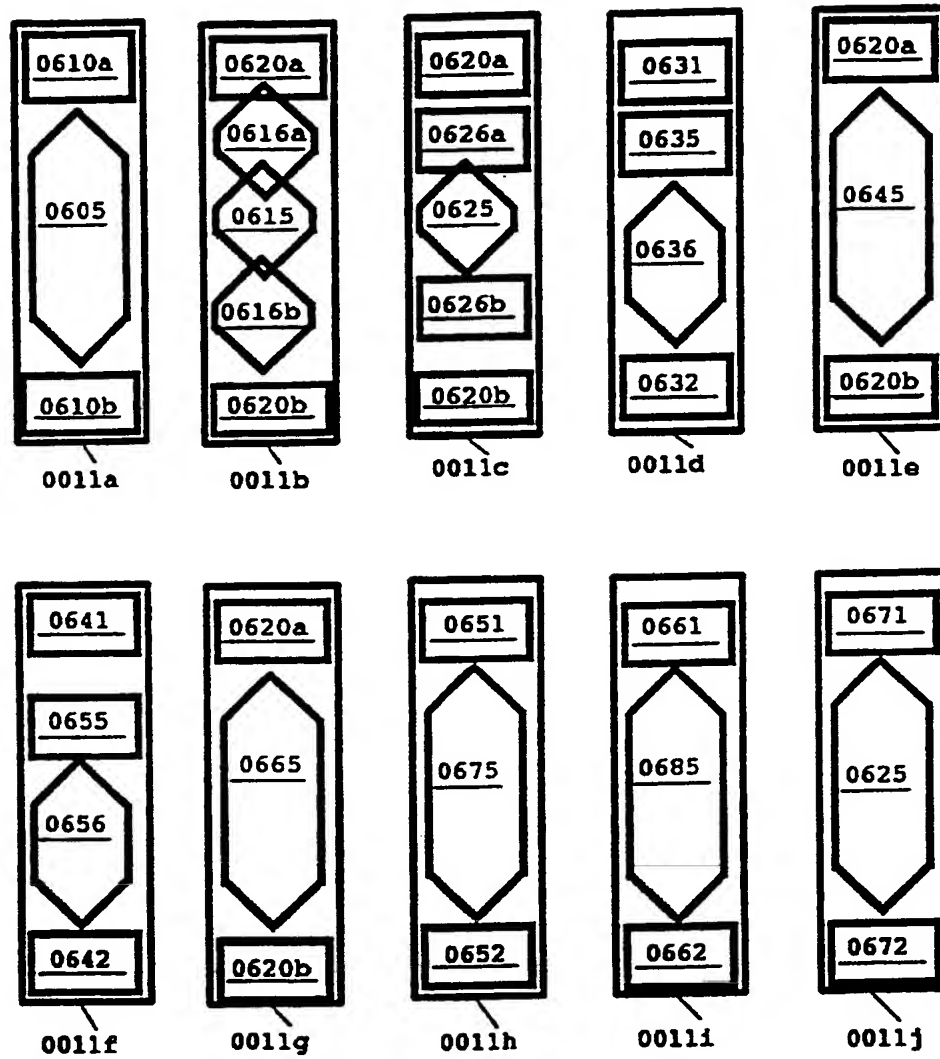 0610a 0620a 0620a 0631 0620a
0616a 0626a 0635
0605 0615 0625 0636 0645
0616b 0626b
0610b 0620b 0620b 0632 0620b
0011a 0011b 0011c 0011d 0011e
0641 0620a 0651 0661 0671
0655
0656 0665 0675 0685 0625
0642 0620b 0652 0662 0672
0011f 0011g 0011h 0011i 0011j